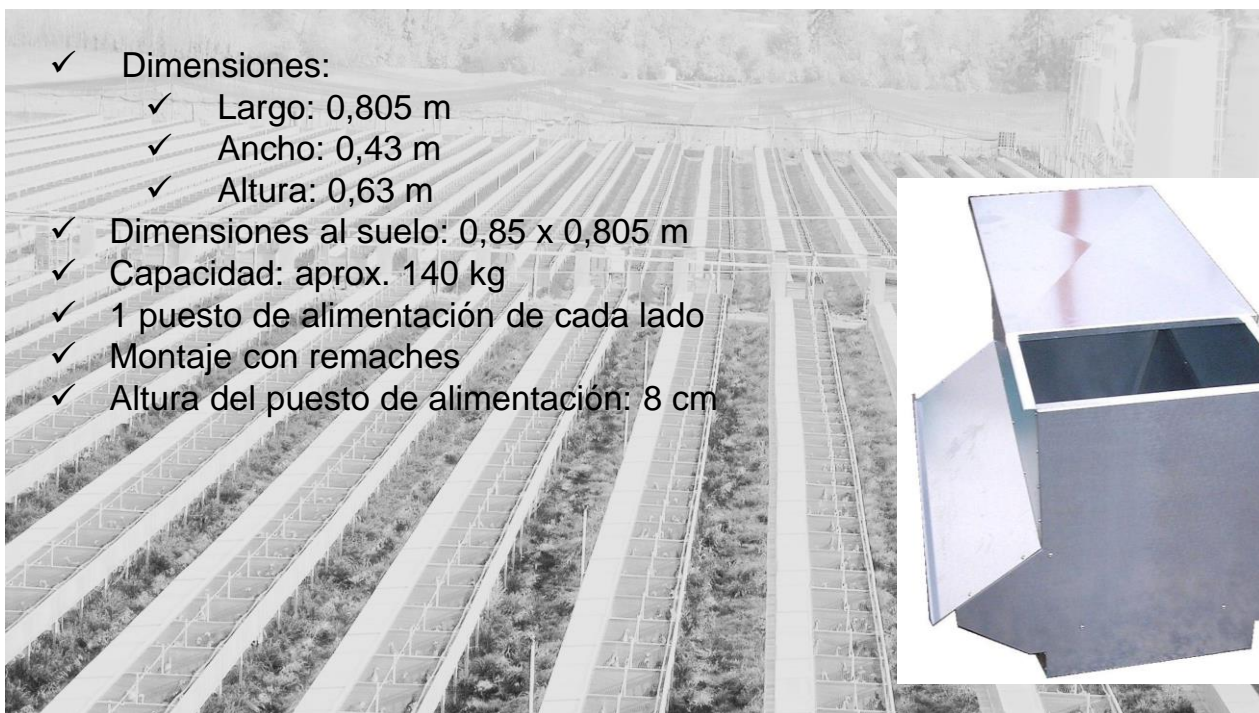 ✓ Dimensiones:
✓ Largo: 0,805 m
✓ Ancho: 0,43 m
✓ Altura: 0,63 m
✓ Dimensiones al suelo: 0,85 x 0,805 m
✓ Capacidad: aprox. 140 kg
✓ 1 puesto de alimentación de cada lado
✓ Montaje con remaches
✓ Altura del puesto de alimentación: 8 cm